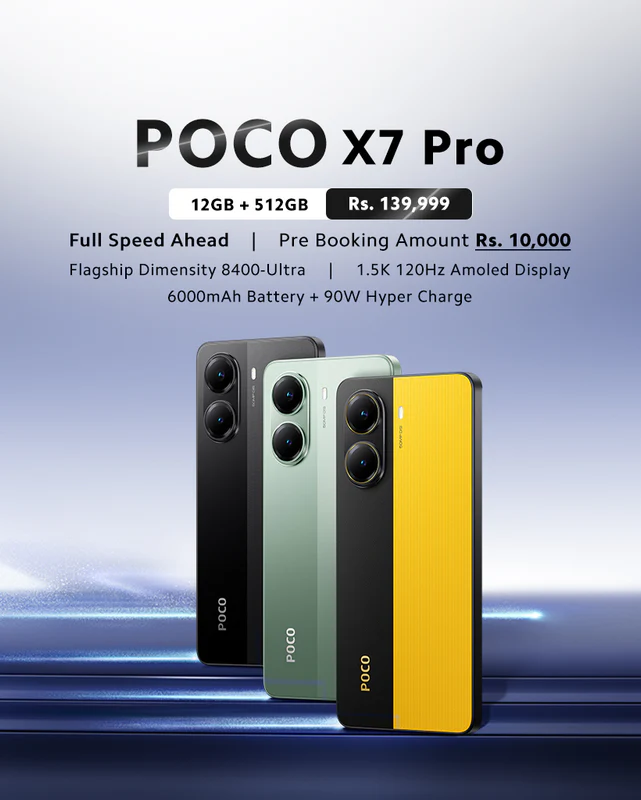 POCO X7 Pro
12GB + 512GB Rs. 139,999
Full Speed Ahead | Pre Booking Amount Rs. 10,000
Flagship Dimensity 8400-Ultra | 1.5K 120Hz Amoled Display
6000mAh Battery + 90W Hyper Charge
POCO
POCO
POCO